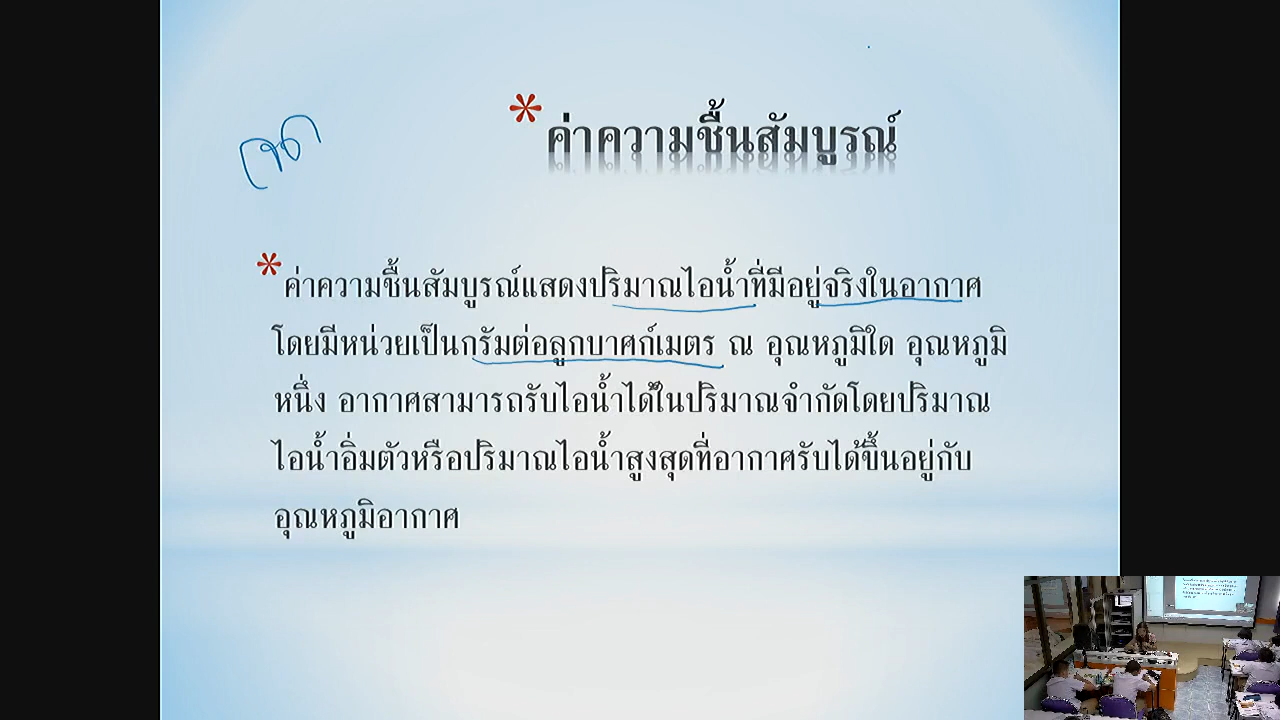 จด
* ค่าความชื้นสัมบูรณ์
* ค่าความชื้นสัมบูรณ์แสดงปริมาณไอน้ำที่มีอยู่จริงในอากาศ
โดยมีหน่วยเป็นกรัมต่อลูกบาศก์เมตร ณ อุณหภูมิใด อุณหภูมิ
หนึ่ง อากาศสามารถรับไอน้ำได้ในปริมาณจำกัดโดยปริมาณ
ไอน้ำอิ่มตัวหรือปริมาณไอน้ำสูงสุดที่อากาศรับได้ขึ้นอยู่กับ
อุณหภูมิอากาศ